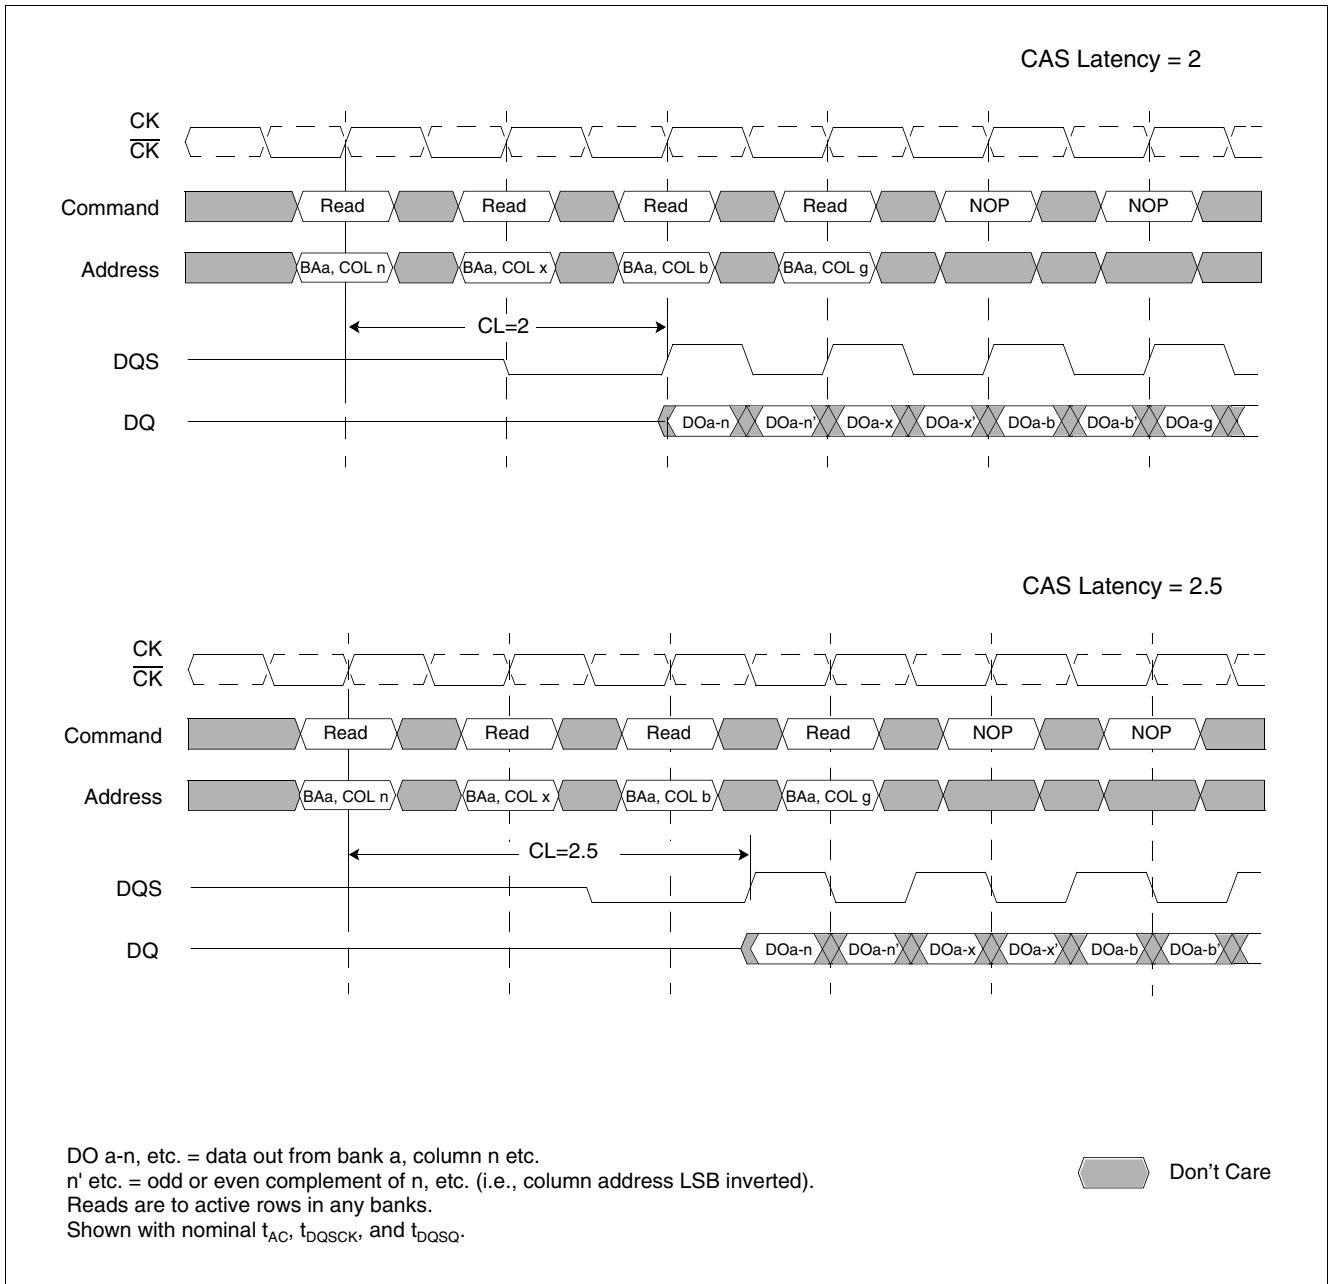 CAS Latency = 2
CK
CK
Command Read Read Read Read NOP NOP
Address BAa, COL n BAa, COL x BAa, COL b BAa, COL g
CL=2
DQS
DQ DOa-n DOa-n' DOa-x DOa-x' DOa-b DOa-b' DOa-g
CAS Latency = 2.5
CK
CK
Command Read Read Read Read NOP NOP
Address BAa, COL n BAa, COL x BAa, COL b BAa, COL g
CL=2.5
DQS
DQ DOa-n DOa-n' DOa-x DOa-x' DOa-b DOa-b'
DO a-n, etc. = data out from bank a, column n etc.
n' etc. = odd or even complement of n, etc. (i.e., column address LSB inverted).
Reads are to active rows in any banks.
Shown with nominal tAC, tDQSCK, and tDQSQ.
Don't Care